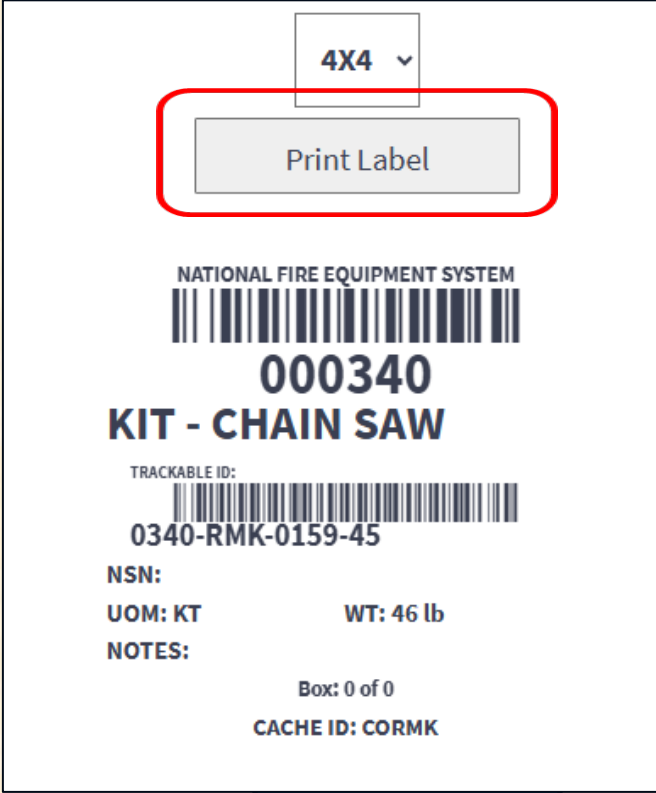 4X4
Print Label
NATIONAL FIRE EQUIPMENT SYSTEM
000340
KIT - CHAIN SAW
TRACKABLE ID:
0340-RMK-0159-45
NSN:
UOM: KT WT: 46 lb
NOTES:
Box: 0 of 0
CACHE ID: CORMK